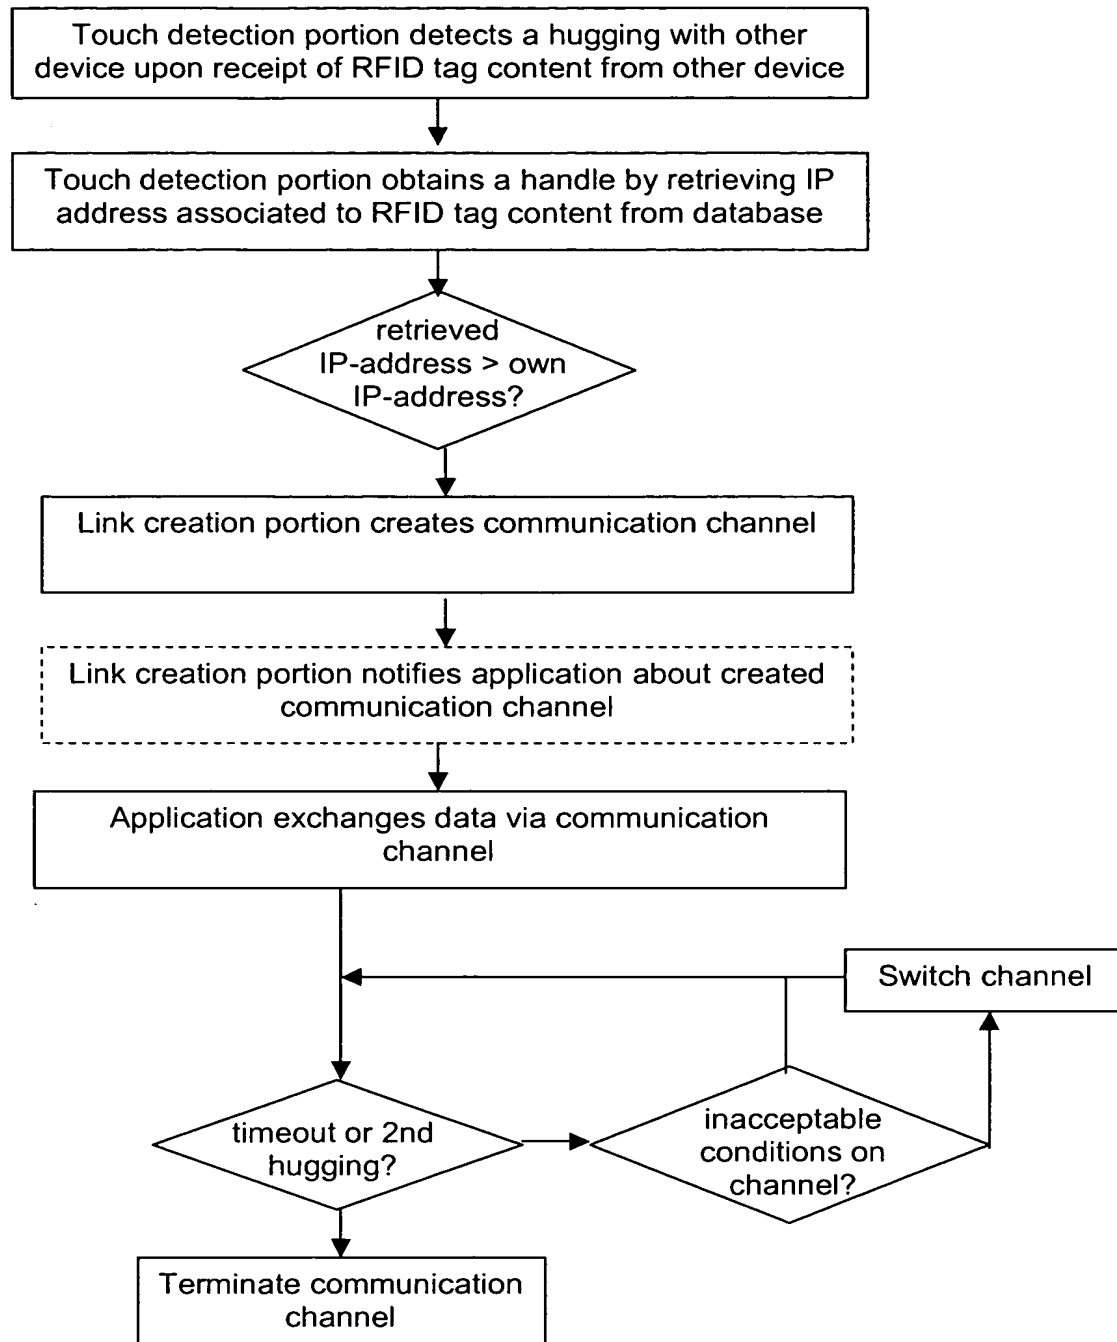 Touch detection portion detects a hugging with other
device upon receipt of RFID tag content from other device
Touch detection portion obtains a handle by retrieving IP
address associated to RFID tag content from database
retrieved
IP-address > own
IP-address?
Link creation portion creates communication channel
Link creation portion notifies application about created
communication channel
Application exchanges data via communication
channel
Switch channel
timeout or 2nd
hugging?
inacceptable
conditions on
channel?
Terminate communication
channel